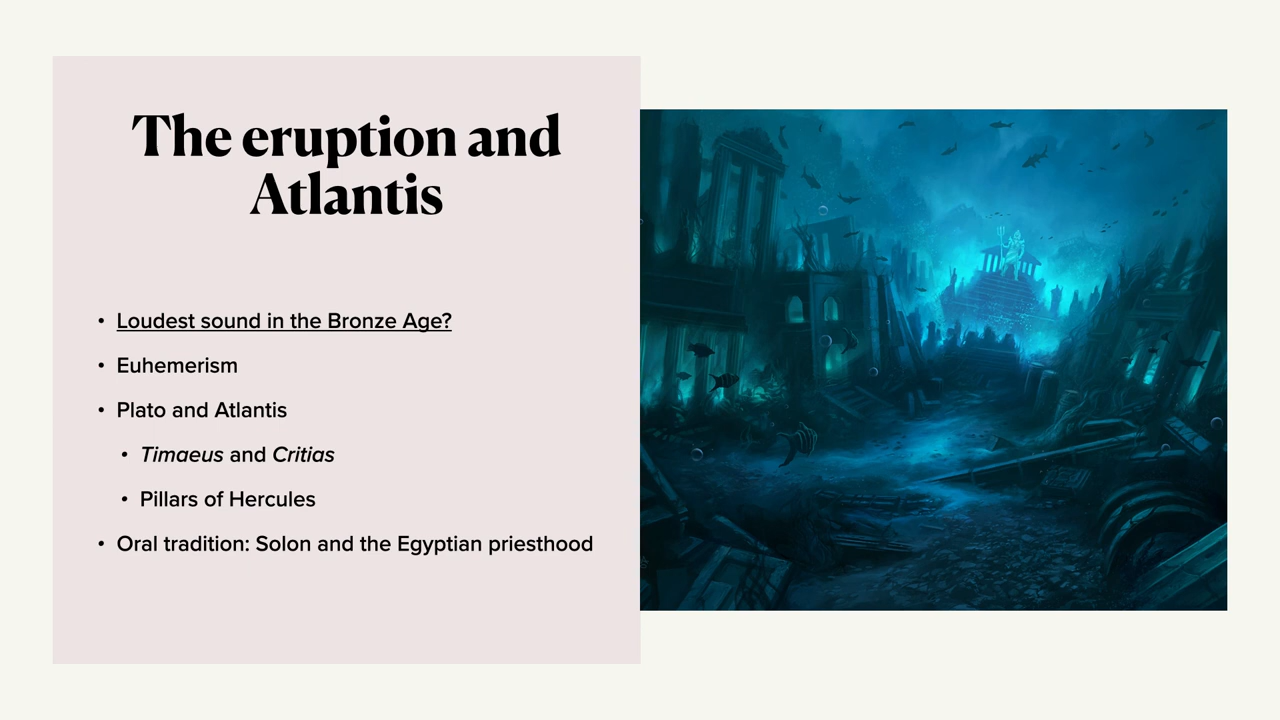 The eruption and
Atlantis
• Loudest sound in the Bronze Age?
• Euhemerism
• Plato and Atlantis
• Timaeus and Critias
• Pillars of Hercules
• Oral tradition: Solon and the Egyptian priesthood